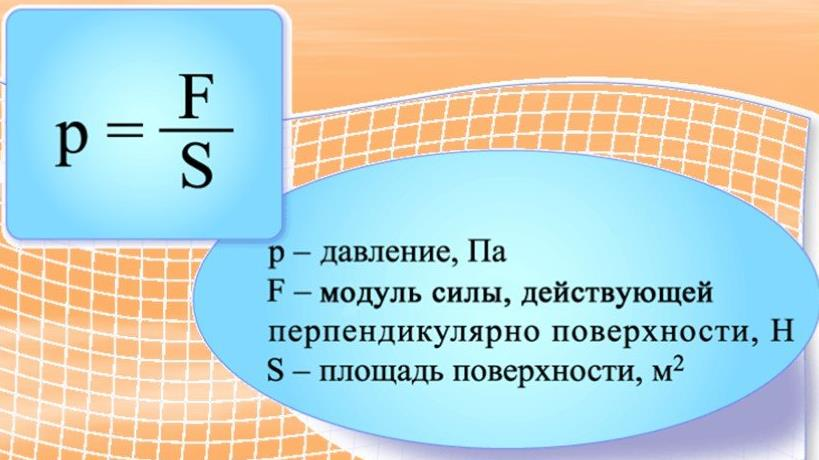 p = F/S
p – давление, Па
F – модуль силы, действующей
перпендикулярно поверхности, Н
S – площадь поверхности, м²